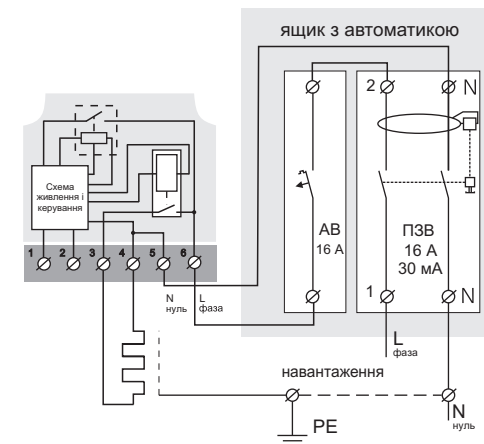 ящик з автоматикою
2
N
Схема
живлення і
керування
АВ
16 А
ПЗВ
16 А
30 мА
1
2
3
4
5
6
1
N
N
нуль
L
фаза
L
фаза
навантаження
N
нуль
PE